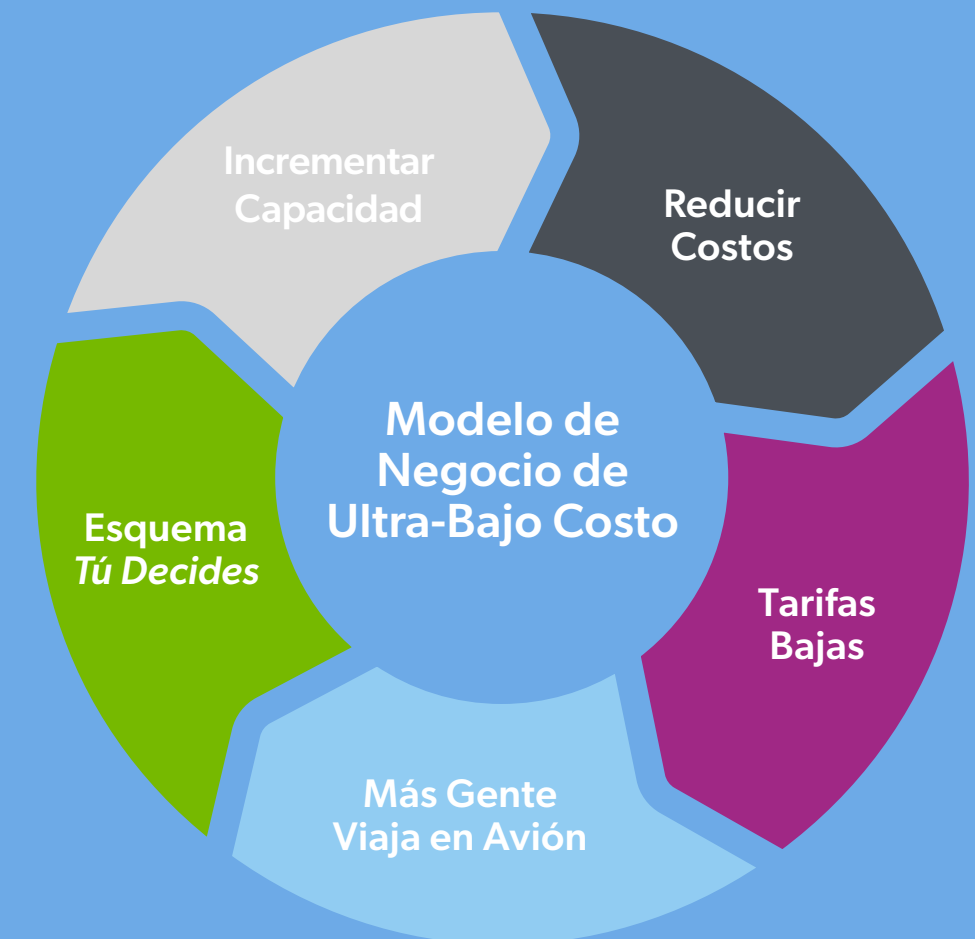 Incrementar
Capacidad
Reducir
Costos
Modelo de
Negocio de
Ultra-Bajo Costo
Esquema
Tú Decides
Tarifas
Bajas
Más Gente
Viaja en Avión